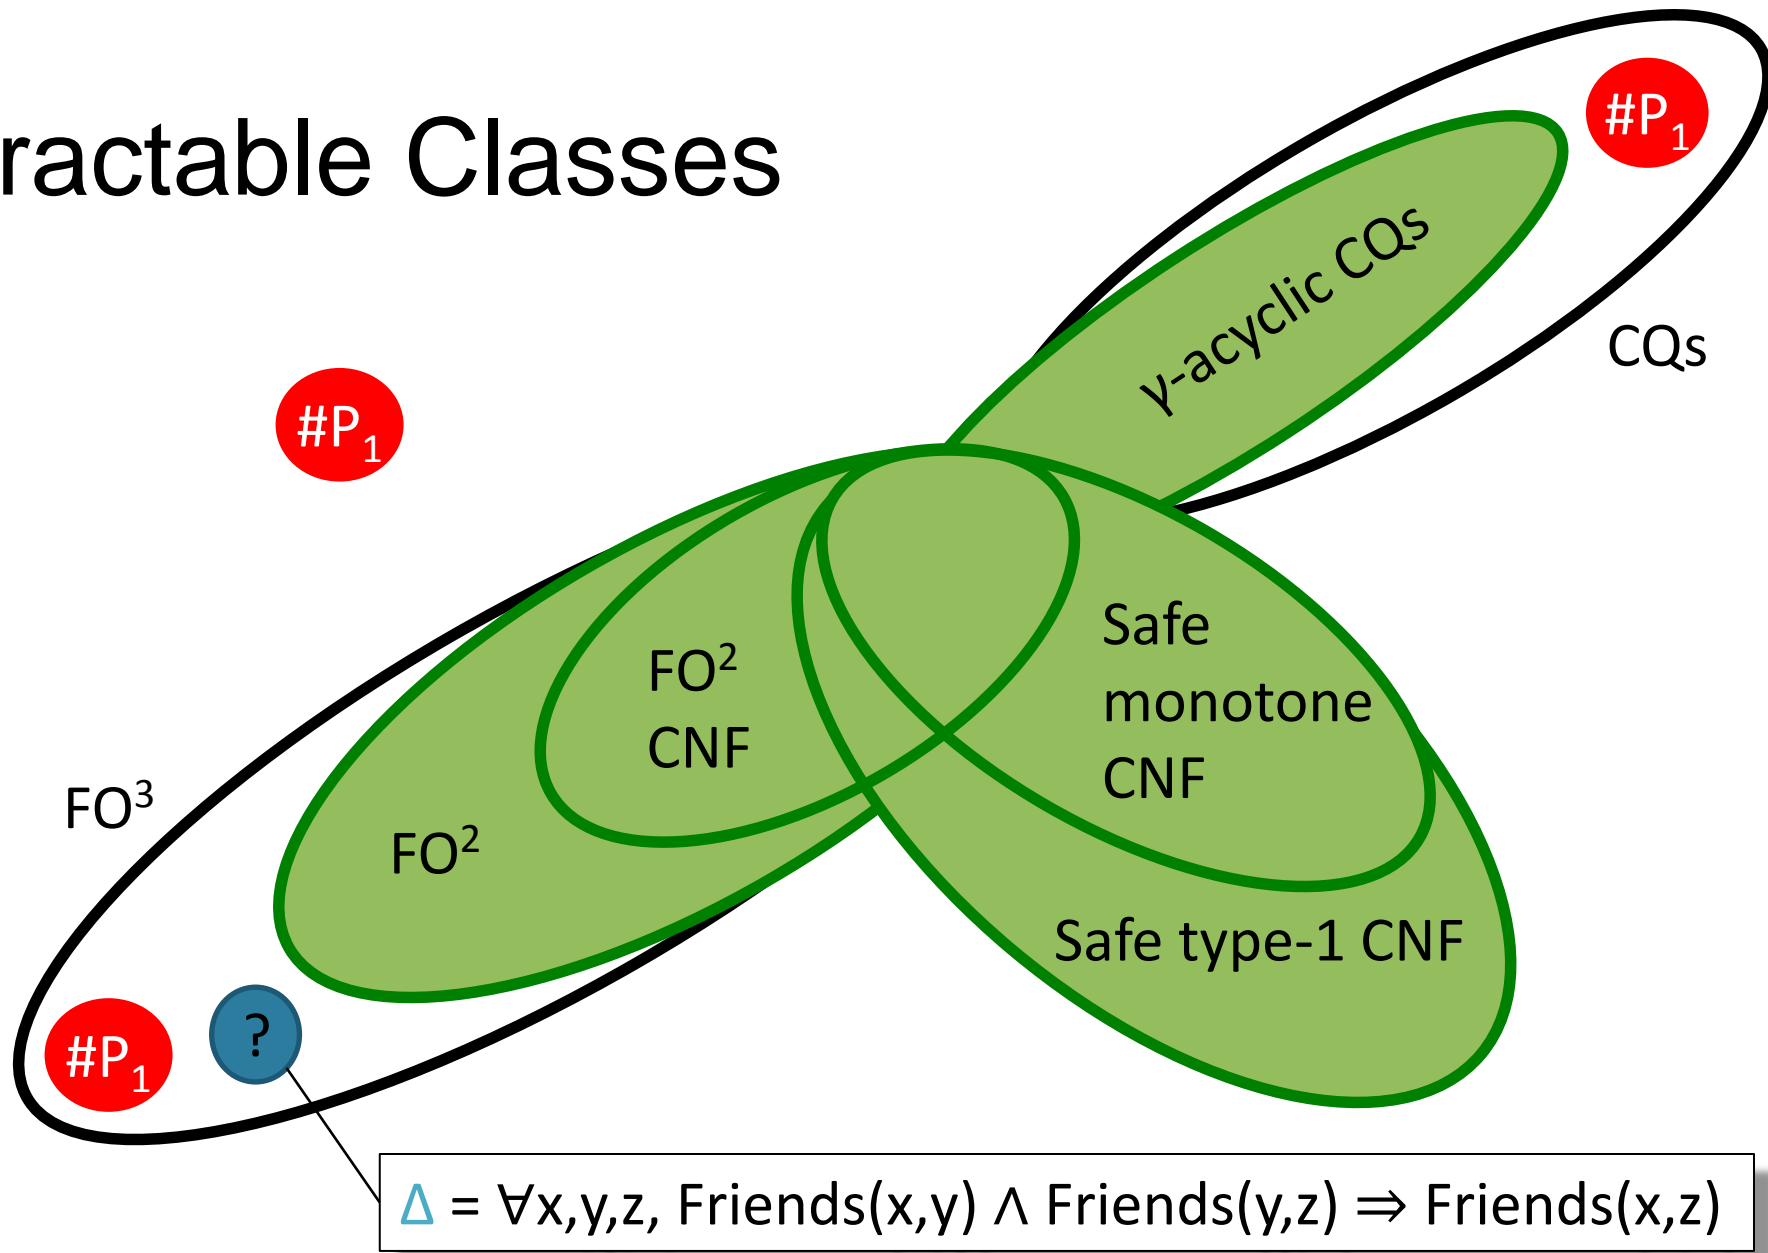 ractable Classes
#P₁
γ-acyclic CQs
CQs
#P₁
Safe
monotone
CNF
FO²
CNF
FO³
FO²
Safe type-1 CNF
#P₁
?
Δ = ∀x,y,z, Friends(x,y) ∧ Friends(y,z) ⇒ Friends(x,z)